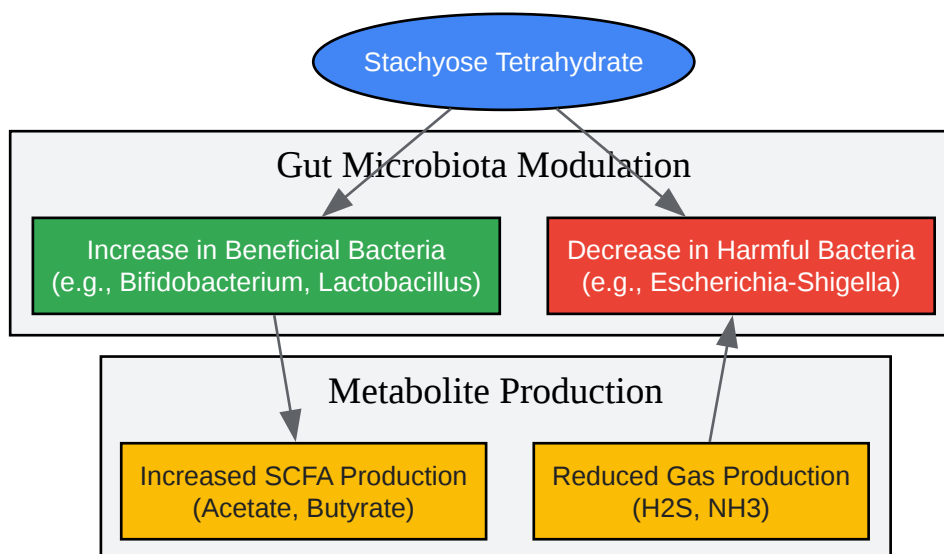 Stachyose Tetrahydrate
Gut Microbiota Modulation
Increase in Beneficial Bacteria
(e.g., Bifidobacterium, Lactobacillus)
Decrease in Harmful Bacteria
(e.g., Escherichia-Shigella)
Metabolite Production
Increased SCFA Production
(Acetate, Butyrate)
Reduced Gas Production
(H2S, NH3)